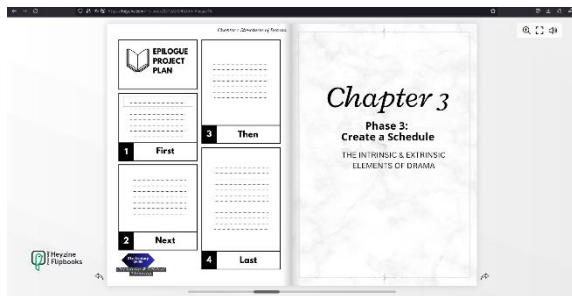 EPILOGUE
PROJECT
PLAN
1 First
2 Next
3 Then
4 Last
Chapter 3
Phase 3:
Create a Schedule
THE INTRINSIC & EXTRINSIC
ELEMENTS OF DRAMA
Heyzine
Flipbooks